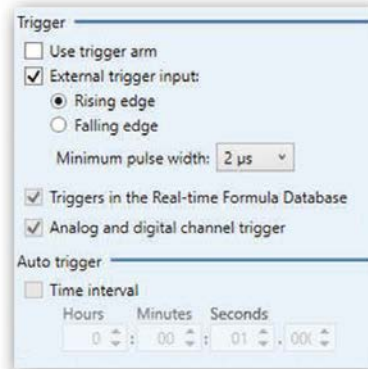 Trigger
Use trigger arm
External trigger input:
Rising edge
Falling edge
Minimum pulse width: 2 µs
Triggers in the Real-time Formula Database
Analog and digital channel trigger
Auto trigger
Time interval
Hours Minutes Seconds
0 : 00 : 01 .